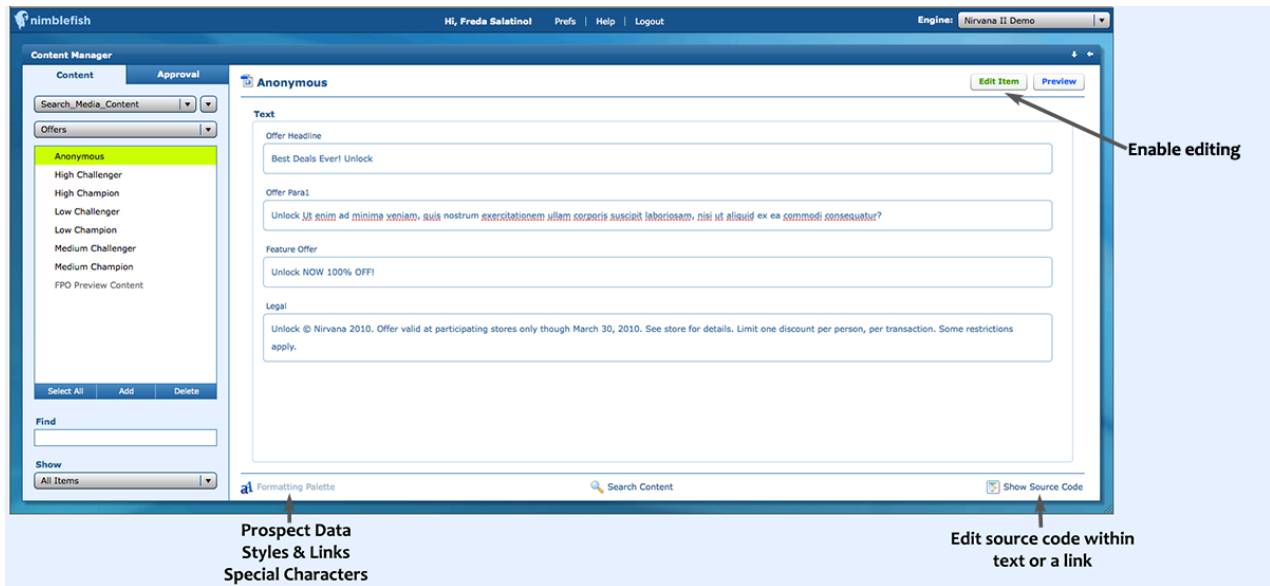 nimblefish
Hi, Freda Salatino! Prefs | Help | Logout
Engine: Nirvana II Demo
Content Manager
Content Approval
Search_Media_Content
Offers
Anonymous
High Challenger
High Champion
Low Challenger
Low Champion
Medium Challenger
Medium Champion
FPO Preview Content
Select All Add Delete
Find
Show
All Items
Anonymous
Edit Item Preview
Enable editing
Text
Offer Headline
Best Deals Ever! Unlock
Offer Para1
Unlock Ut enim ad minima veniam, quis nostrum exercitationem ullam corporis suscipit laboriosam, nisi ut aliquid ex ea commodi consequatur?
Feature Offer
Unlock NOW 100% OFF!
Legal
Unlock © Nirvana 2010. Offer valid at participating stores only though March 30, 2010. See store for details. Limit one discount per person, per transaction. Some restrictions
apply.
Formatting Palette Search Content Show Source Code
Prospect Data
Styles & Links
Special Characters
Edit source code within
text or a link